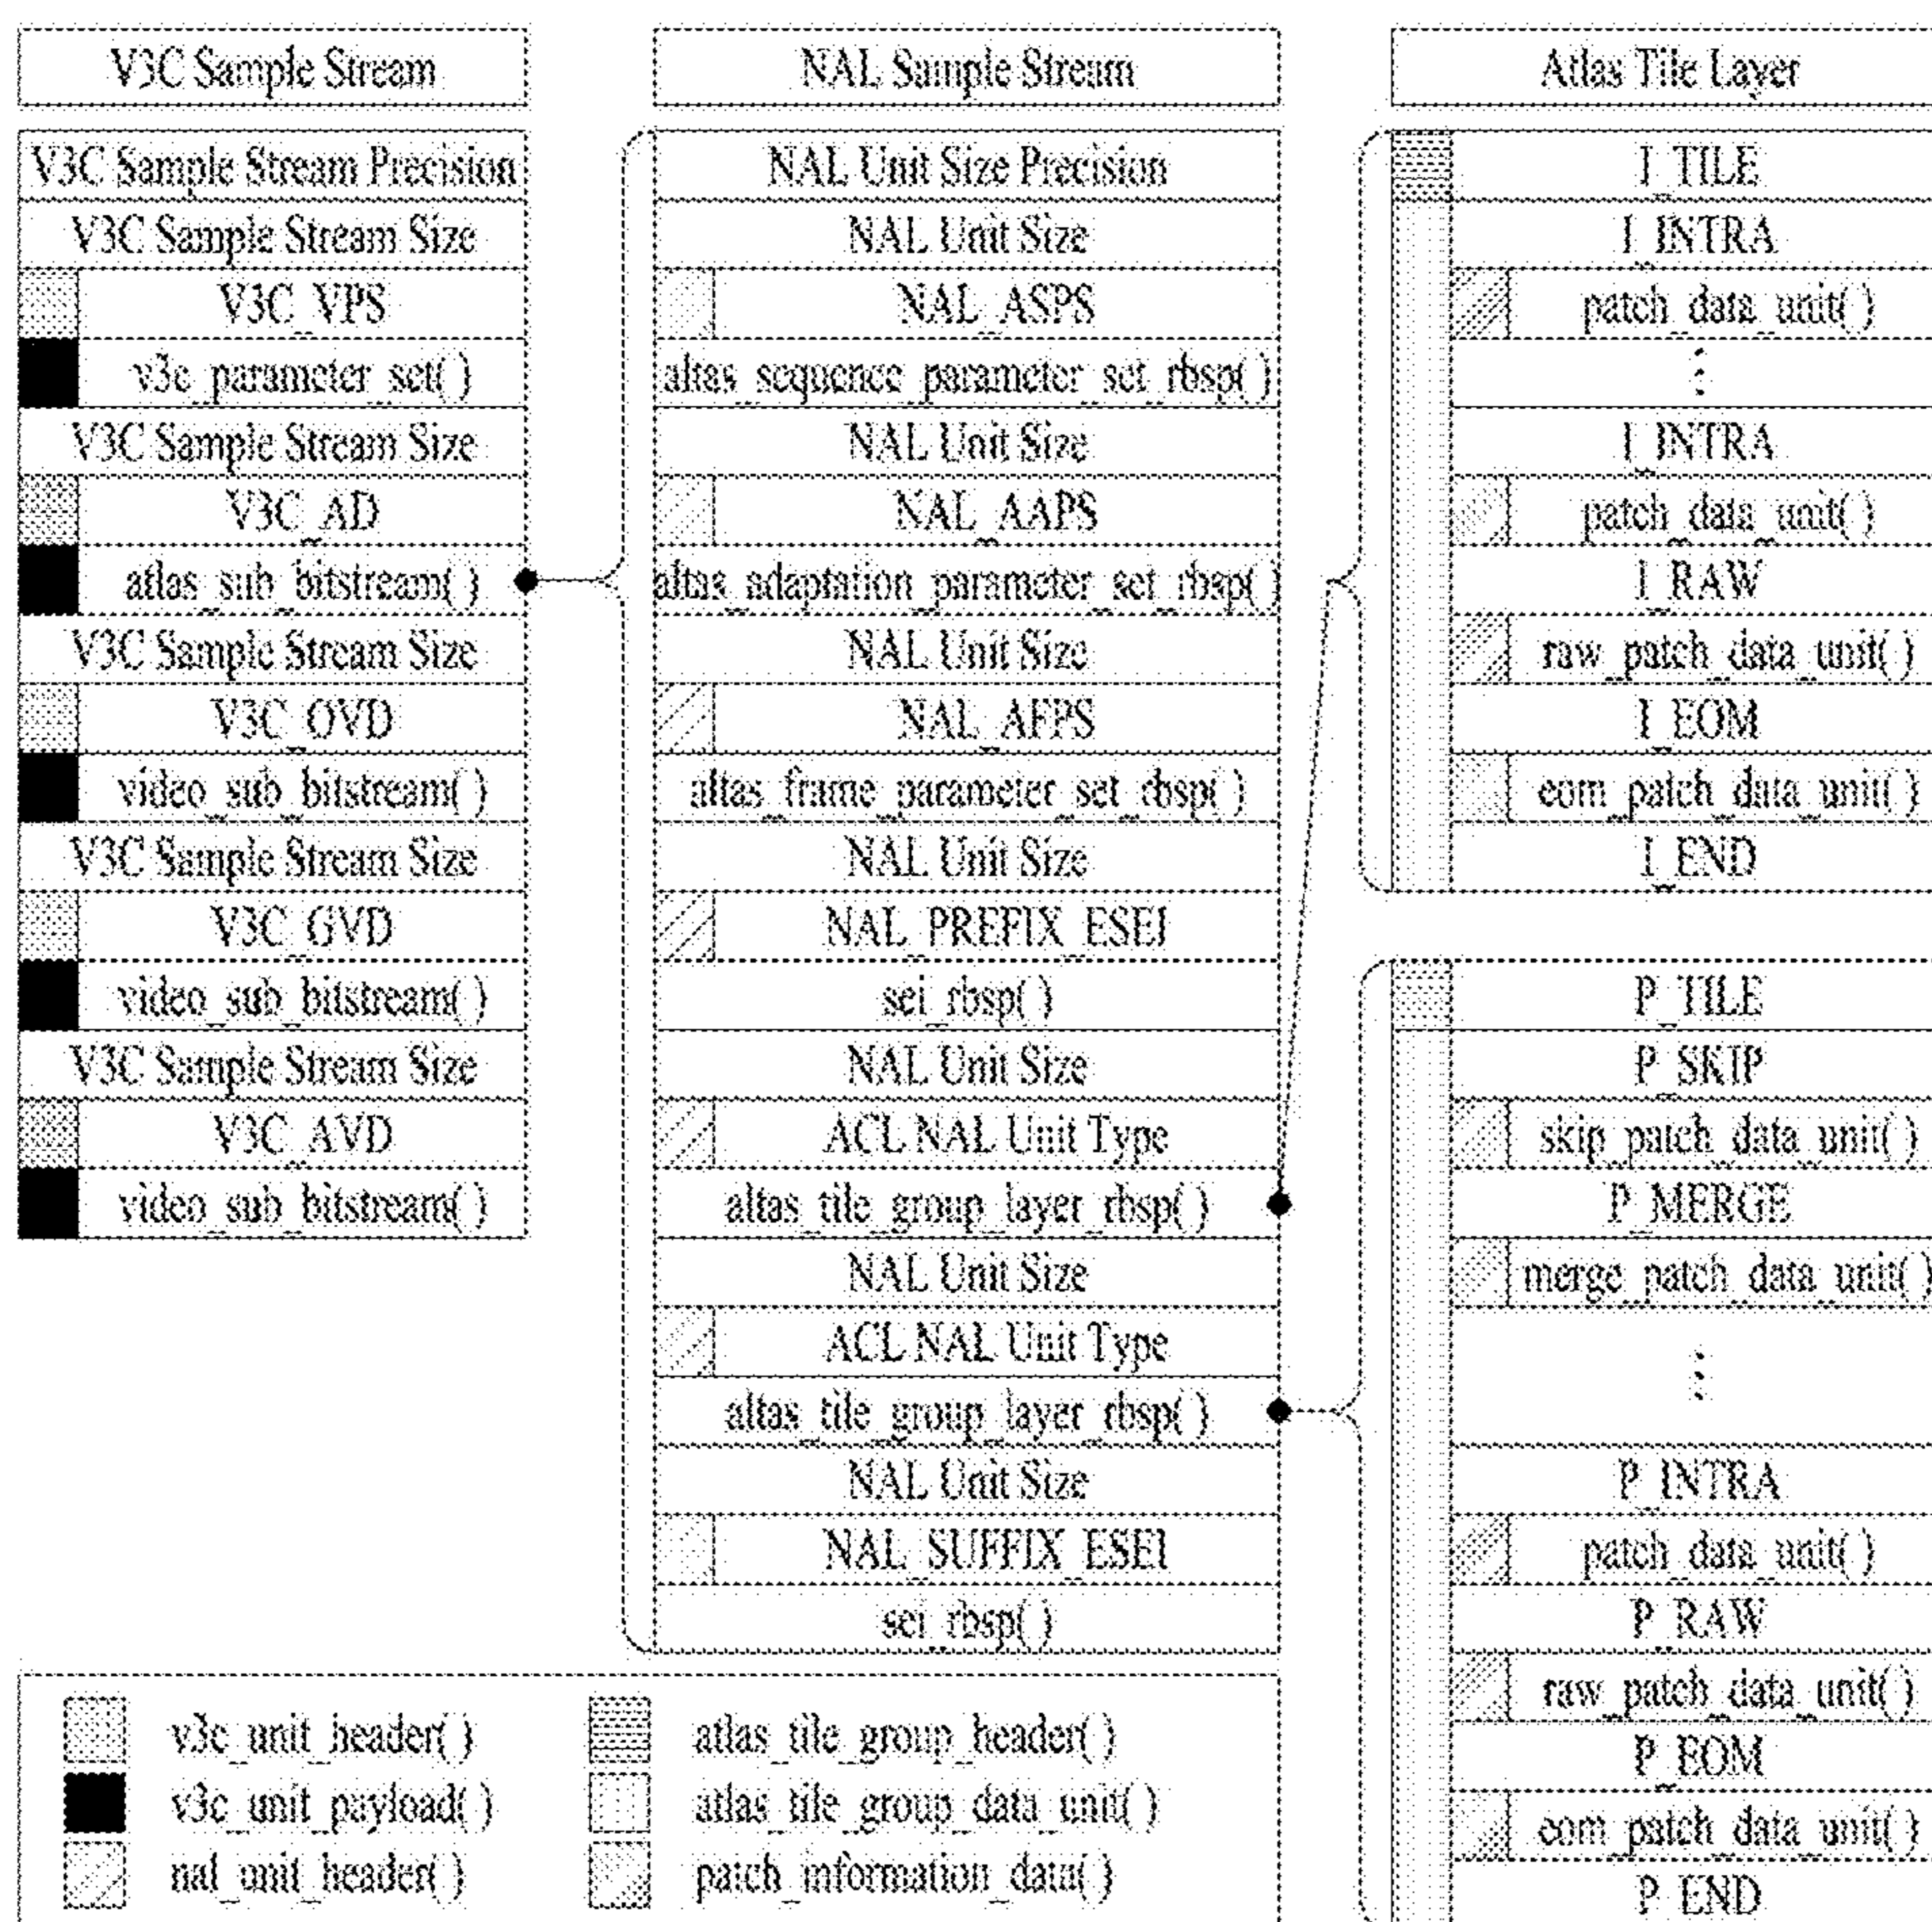 V3C Sample Stream
V3C Sample Stream Precision
V3C Sample Stream Size
V3C_VPS
v3c_parameter_set( )
V3C Sample Stream Size
V3C_AD
atlas_sub_bitstream( )
V3C Sample Stream Size
V3C_OVD
video_sub_bitstream( )
V3C Sample Stream Size
V3C_GVD
video_sub_bitstream( )
V3C Sample Stream Size
V3C_AVD
video_sub_bitstream( )
NAL Sample Stream
NAL Unit Size Precision
NAL Unit Size
NAL_ASPS
altas_sequence_parameter_set_rbsp( )
NAL Unit Size
NAL_AAPS
altas_adaptation_parameter_set_rbsp( )
NAL Unit Size
NAL_AFPS
altas_frame_parameter_set_rbsp( )
NAL Unit Size
NAL_PREFIX_ESEI
sei_rbsp( )
NAL Unit Size
ACL NAL Unit Type
altas_tile_group_layer_rbsp( )
NAL Unit Size
ACL NAL Unit Type
altas_tile_group_layer_rbsp( )
NAL Unit Size
NAL_SUFFIX_ESEI
sei_rbsp( )
Atlas Tile Layer
I_TILE
I_INTRA
patch_data_unit( )
⋮
I_INTRA
patch_data_unit( )
I_RAW
raw_patch_data_unit( )
I_EOM
eom_patch_data_unit( )
I_END
P_TILE
P_SKIP
skip_patch_data_unit( )
P_MERGE
merge_patch_data_unit( )
⋮
P_INTRA
patch_data_unit( )
P_RAW
raw_patch_data_unit( )
P_EOM
eom_patch_data_unit( )
P_END
v3c_unit_header( )
v3c_unit_payload( )
nal_unit_header( )
atlas_tile_group_header( )
atlas_tile_group_data_unit( )
patch_information_data( )